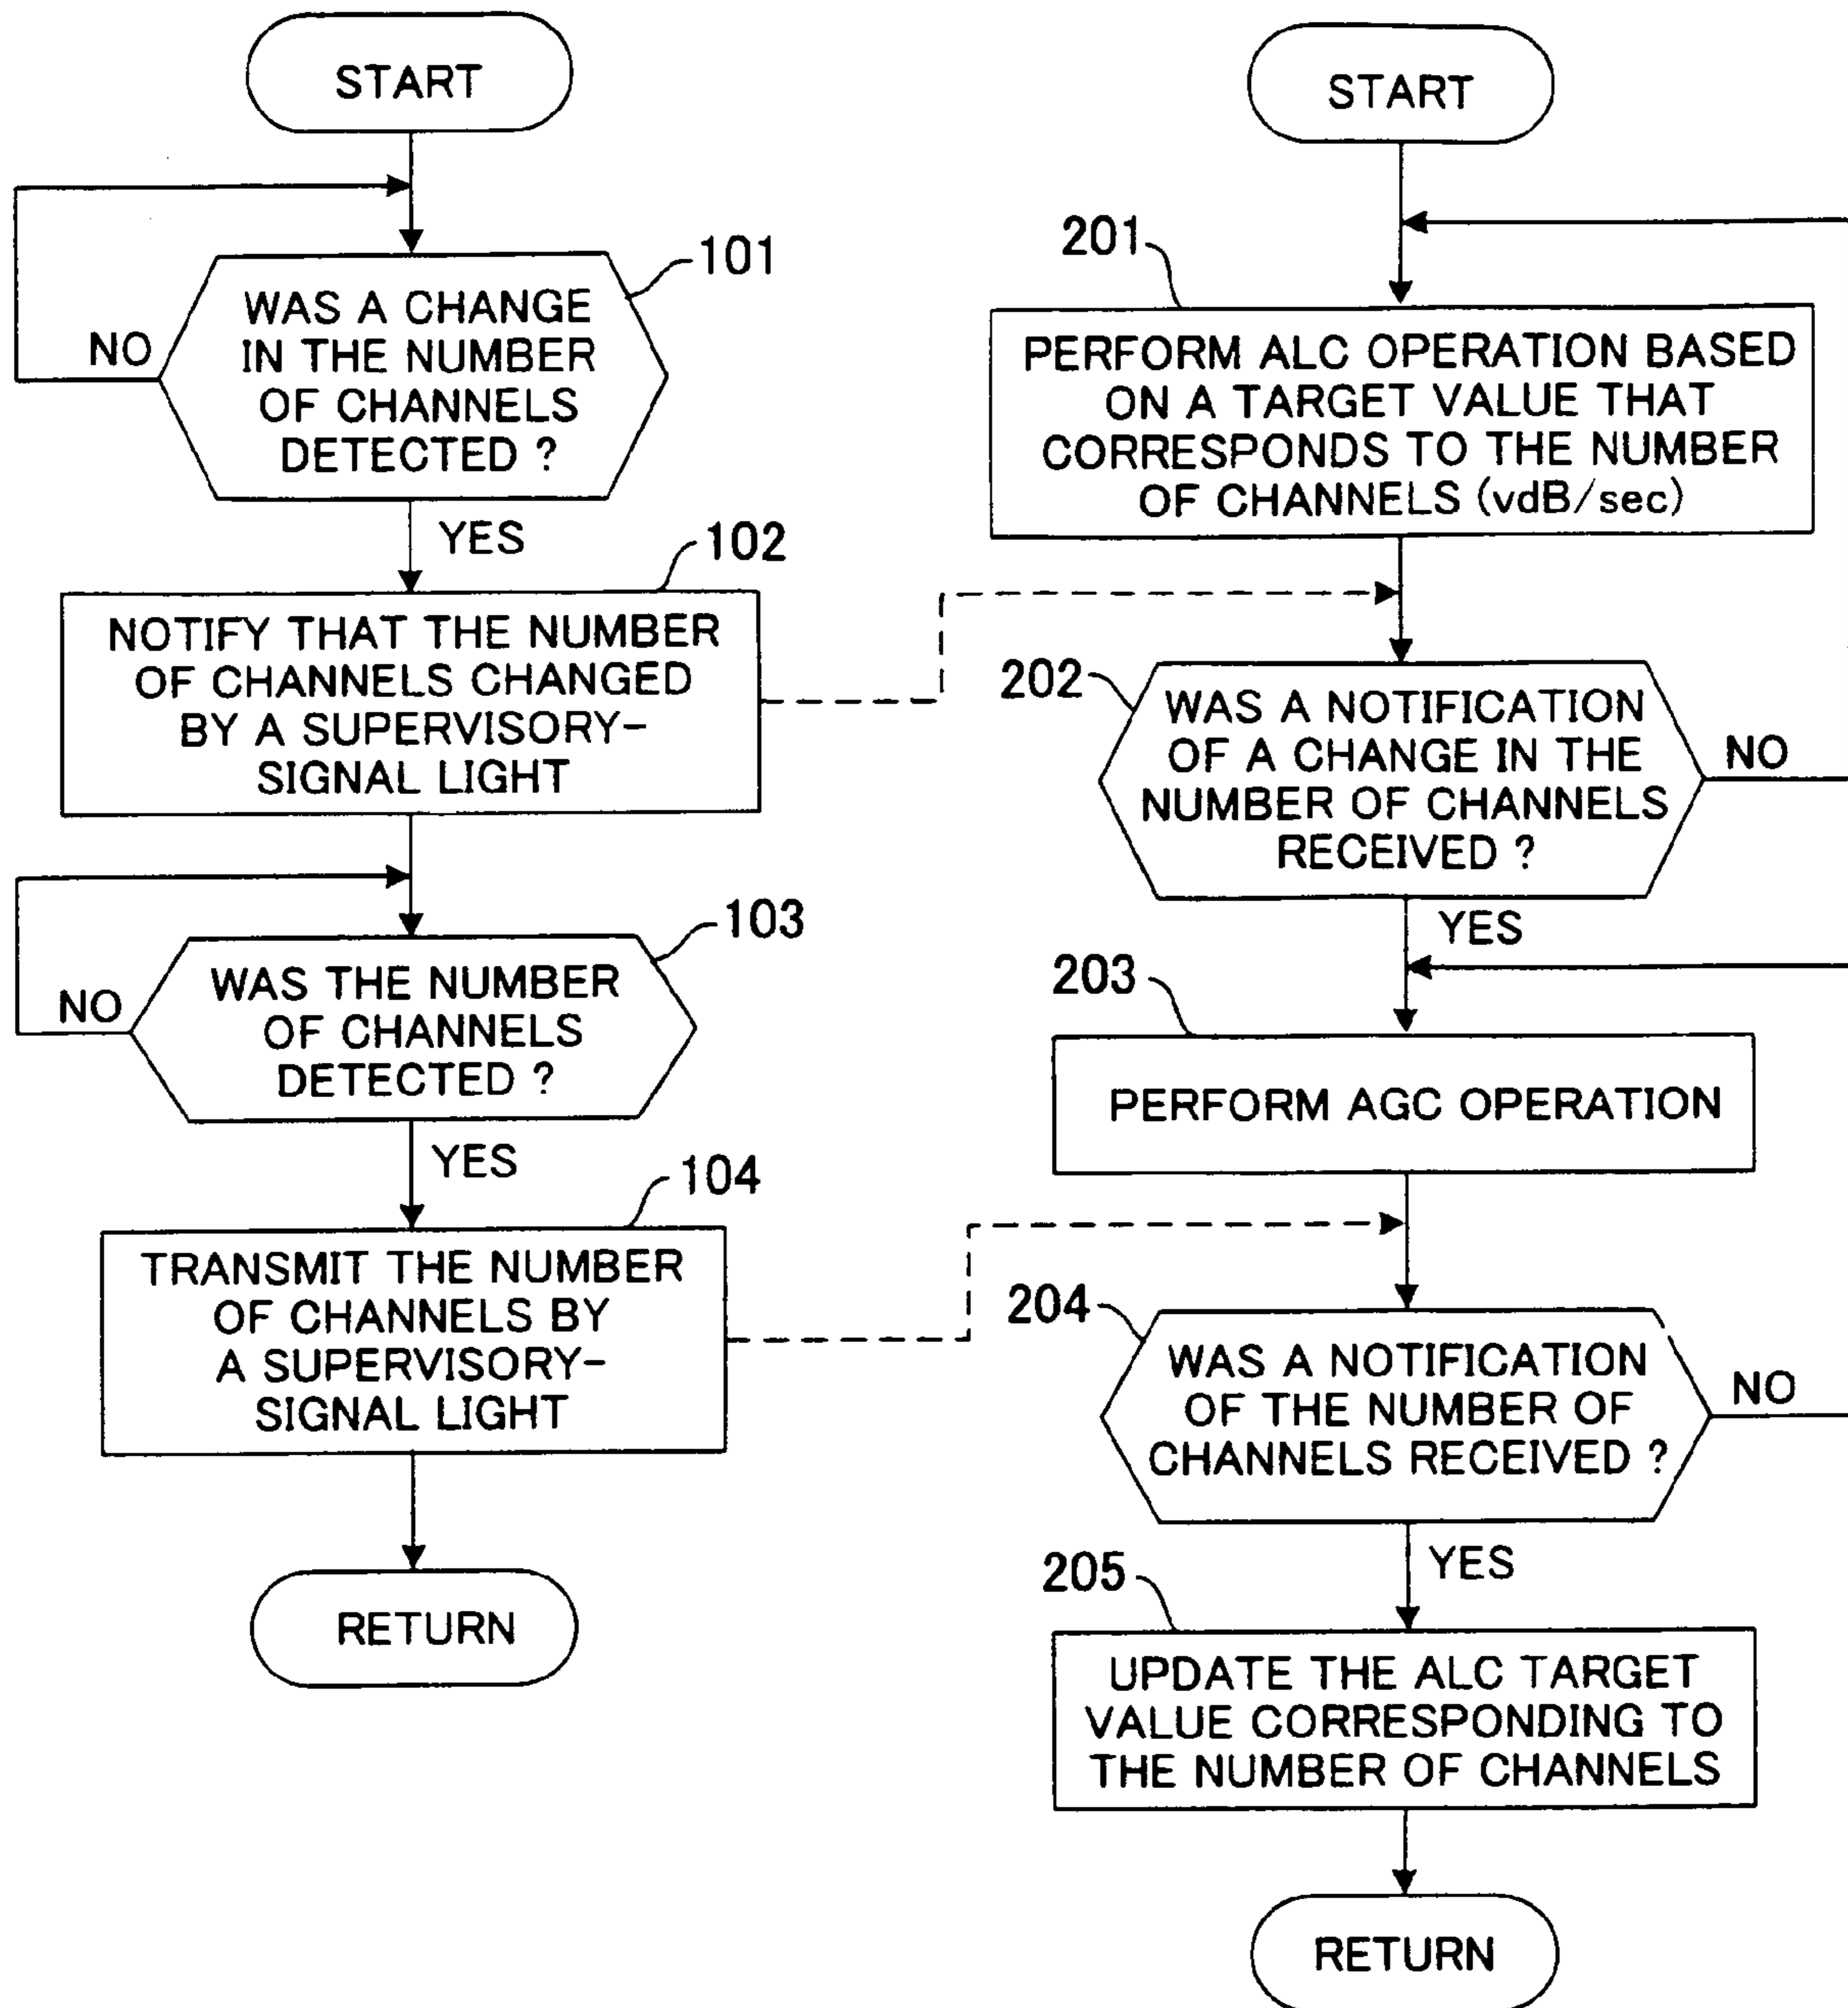 START
101
WAS A CHANGE
IN THE NUMBER
OF CHANNELS
DETECTED ?
NO
YES
102
NOTIFY THAT THE NUMBER
OF CHANNELS CHANGED
BY A SUPERVISORY-
SIGNAL LIGHT
103
WAS THE NUMBER
OF CHANNELS
DETECTED ?
NO
YES
104
TRANSMIT THE NUMBER
OF CHANNELS BY
A SUPERVISORY-
SIGNAL LIGHT
RETURN
START
201
PERFORM ALC OPERATION BASED
ON A TARGET VALUE THAT
CORRESPONDS TO THE NUMBER
OF CHANNELS (vdB/sec)
202
WAS A NOTIFICATION
OF A CHANGE IN THE
NUMBER OF CHANNELS
RECEIVED ?
NO
YES
203
PERFORM AGC OPERATION
204
WAS A NOTIFICATION
OF THE NUMBER OF
CHANNELS RECEIVED ?
NO
YES
205
UPDATE THE ALC TARGET
VALUE CORRESPONDING TO
THE NUMBER OF CHANNELS
RETURN